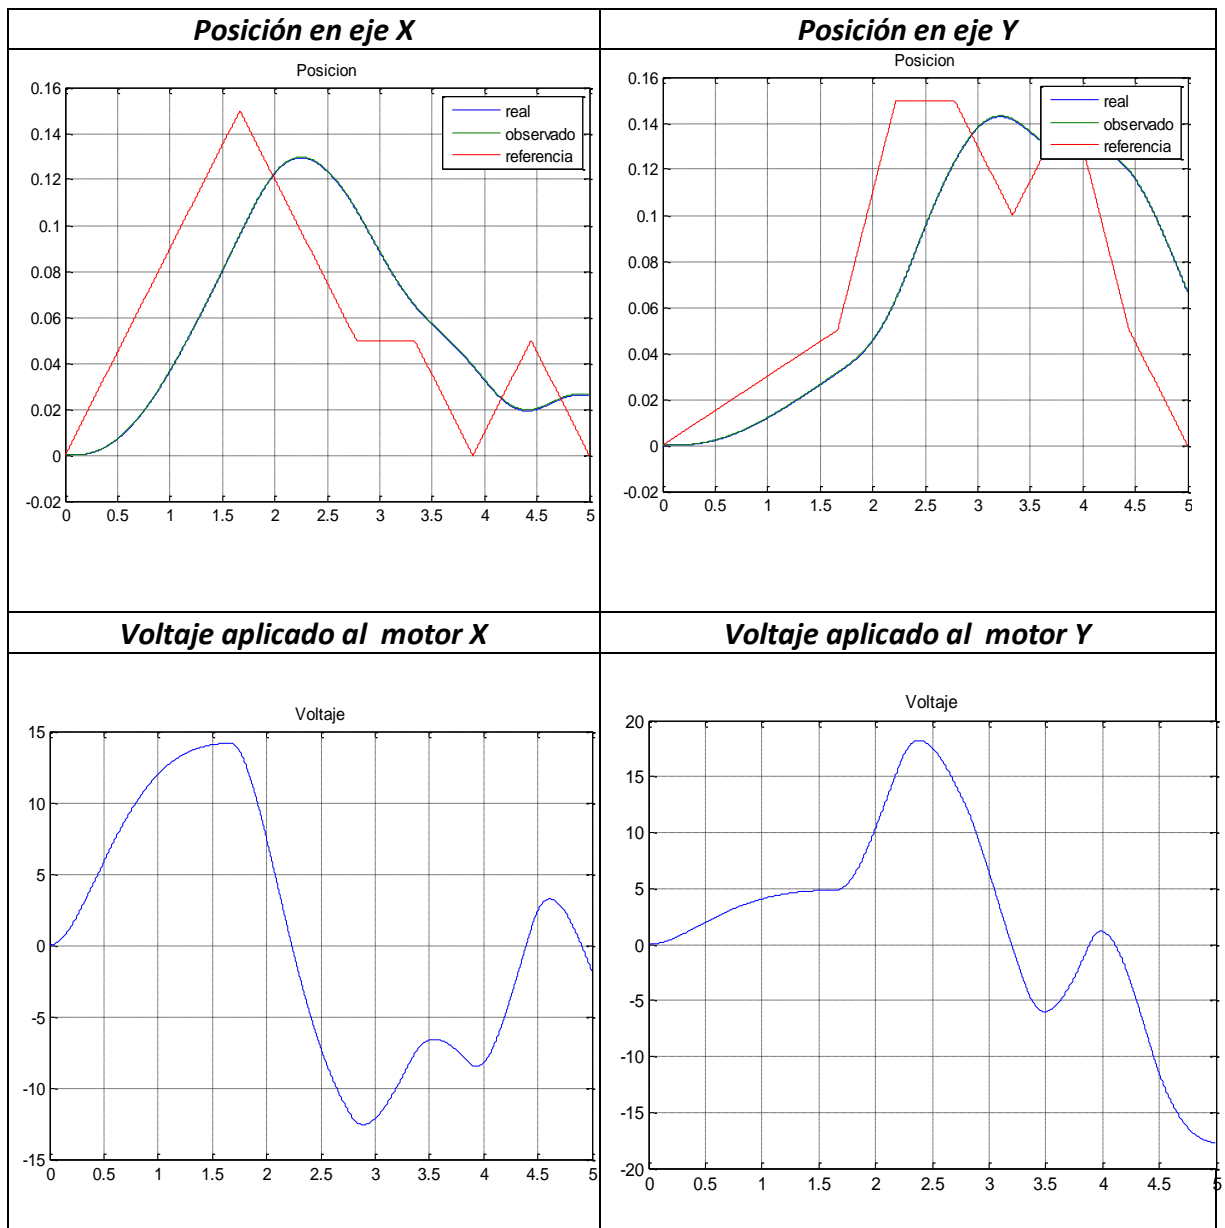 Posición en eje X
Posición en eje Y
Posicion
0.16
0.14
0.12
0.1
0.08
0.06
0.04
0.02
0
-0.02
0 0.5 1 1.5 2 2.5 3 3.5 4 4.5 5
real
observado
referencia
Posicion
0.16
0.14
0.12
0.1
0.08
0.06
0.04
0.02
0
-0.02
0 0.5 1 1.5 2 2.5 3 3.5 4 4.5 5
real
observado
referencia
Voltaje aplicado al motor X
Voltaje aplicado al motor Y
Voltaje
15
10
5
0
-5
-10
-15
0 0.5 1 1.5 2 2.5 3 3.5 4 4.5 5
Voltaje
20
15
10
5
0
-5
-10
-15
-20
0 0.5 1 1.5 2 2.5 3 3.5 4 4.5 5